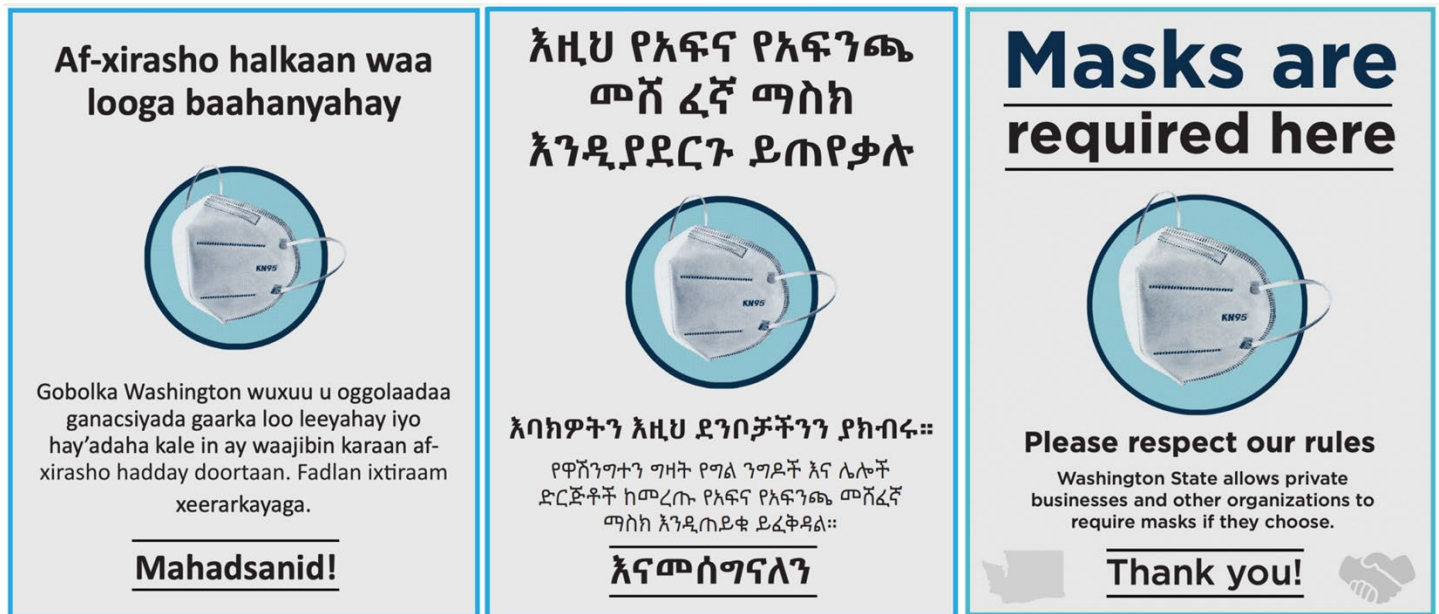 Af-xirasho halkaan waa
looga baahanyahay
KN95
Gobolka Washington wuxuu u oggolaadaa
ganacsiyada gaarka loo leeyahay iyo
hay'adaha kale in ay waajibin karaan af-
xirasho hadday doortaan. Fadlan ixtiraam
xeerarkayaga.
Mahadsanid!
እዚህ የአፍና የአፍንጫ
መሸ ፈኛ ማስክ
እንዲያደርጉ ይጠየቃሉ
KN95
እባክዎትን እዚህ ደንቦቻችንን ያክብሩ።
የዋሽንግተን ግዛት የግል ንግዶች እና ሌሎች
ድርጅቶች ከመረጡ የአፍና የአፍንጫ መሸፈኛ
ማስክ እንዲጠይቁ ይፈቅዳል።
እናመሰግናለን
Masks are
required here
KN95
Please respect our rules
Washington State allows private
businesses and other organizations to
require masks if they choose.
Thank you!